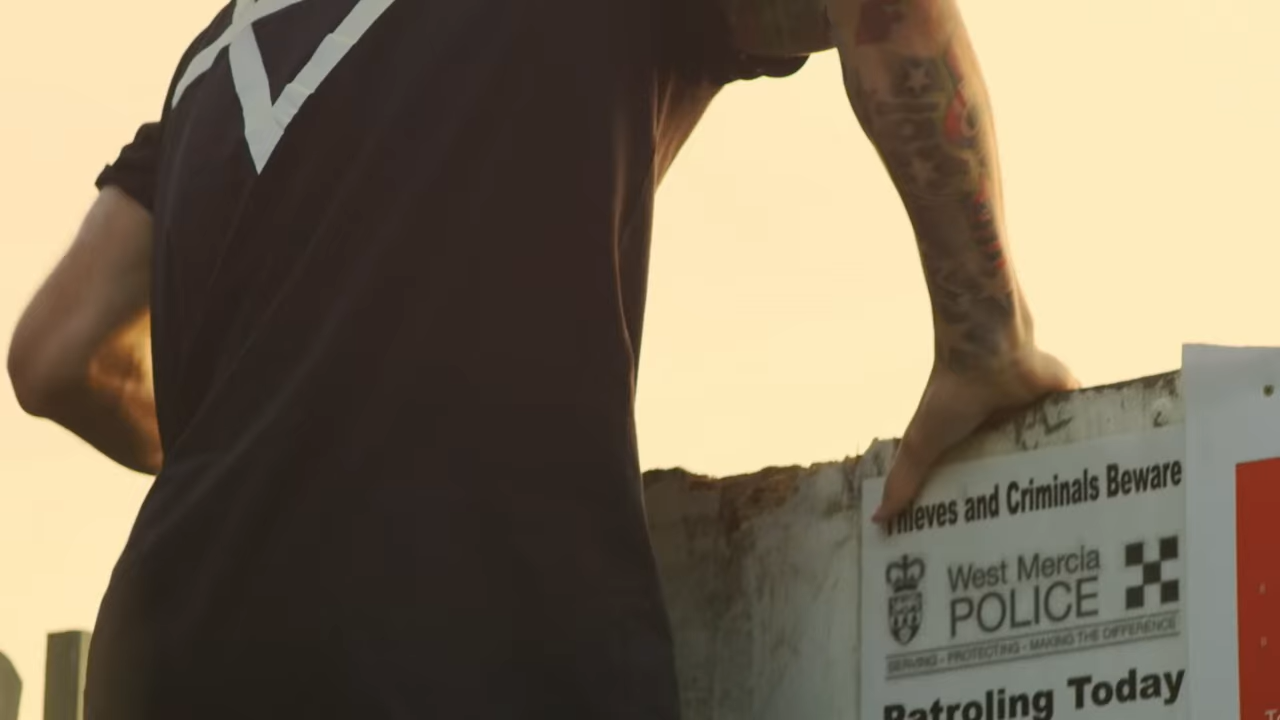 Thieves and Criminals Beware
West Mercia
POLICE
SERVING - PROTECTING - MAKING THE DIFFERENCE
Patroling Today